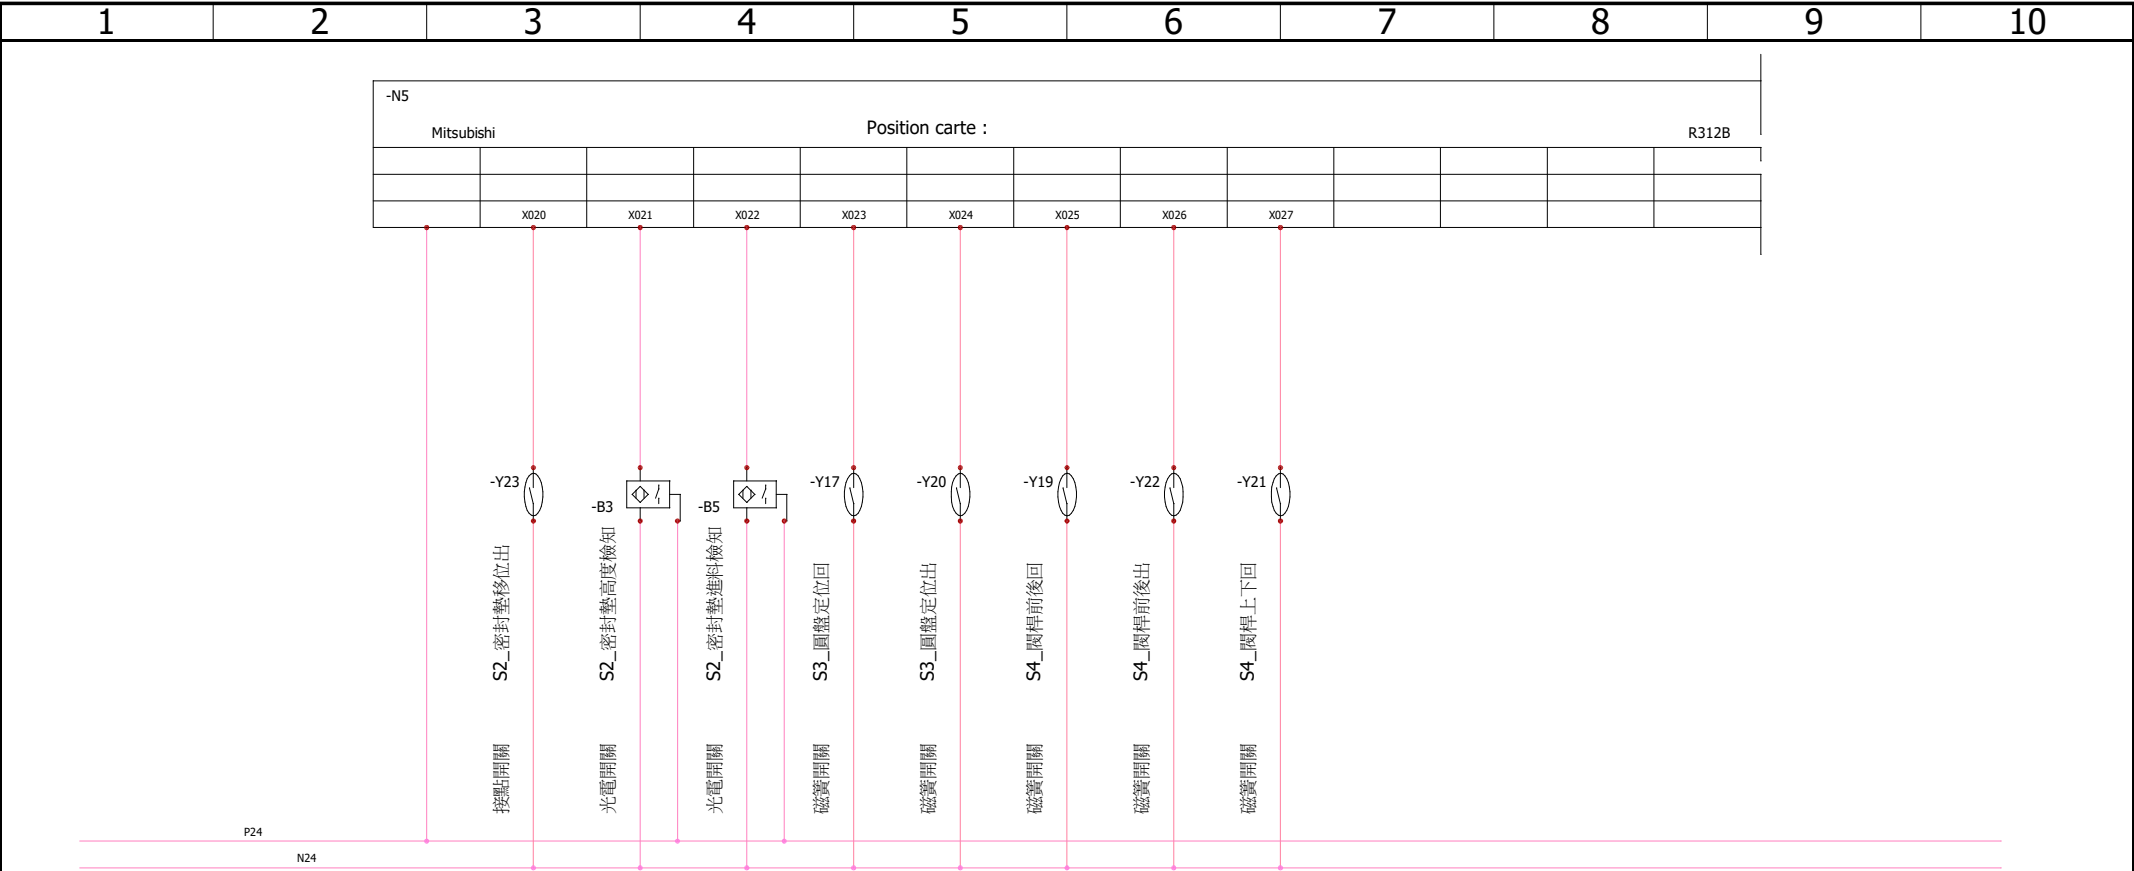 1 2 3 4 5 6 7 8 9 10
-N5
Mitsubishi Position carte : R312B
X020 X021 X022 X023 X024 X025 X026 X027
-Y23 -B3 -B5 -Y17 -Y20 -Y19 -Y22 -Y21
S2_密封墊移位出
S2_密封墊高度檢知
S2_密封墊進料檢知
S3_圓盤定位回
S3_圓盤定位出
S4_閥桿前後回
S4_閥桿前後出
S4_閥桿上下回
接點開關
光電開關
光電開關
磁簧開關
磁簧開關
磁簧開關
磁簧開關
磁簧開關
P24
N24